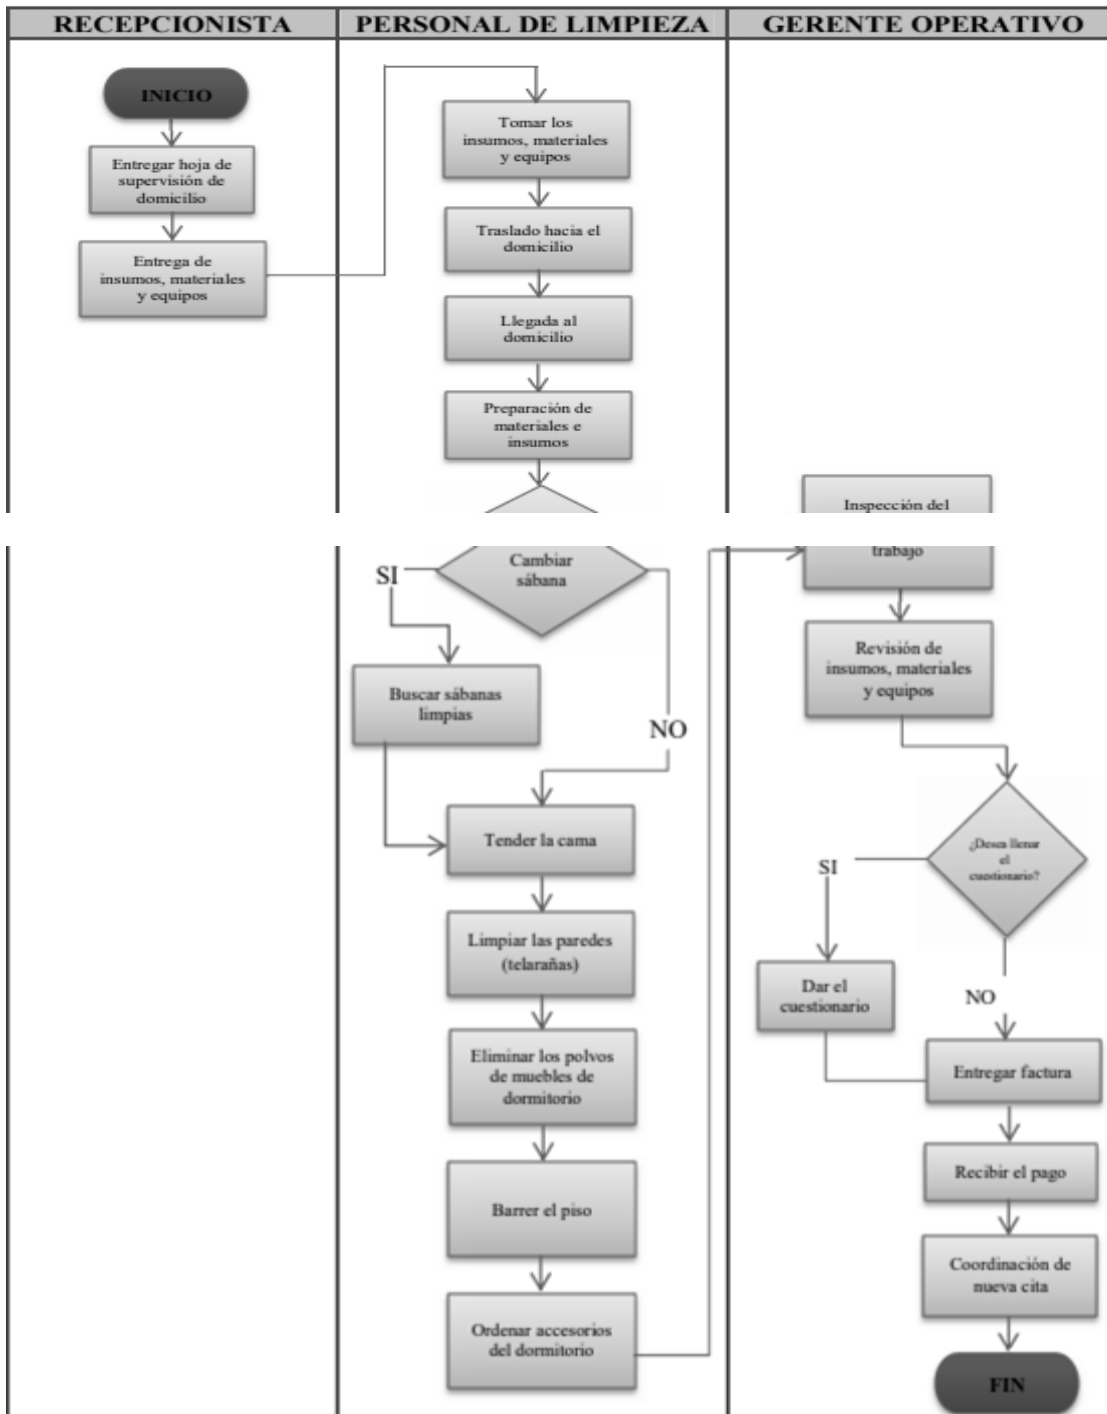 RECEPCIONISTA
PERSONAL DE LIMPIEZA
GERENTE OPERATIVO
INICIO
Entregar hoja de
supervisión de
domicilio
Entrega de
insumos, materiales
y equipos
Tomar los
insumos, materiales
y equipos
Traslado hacia el
domicilio
Llegada al
domicilio
Preparación de
materiales e
insumos
Cambiar
sábana
SI
NO
Buscar sábanas
limpias
Tender la cama
Limpiar las paredes
(telarañas)
Eliminar los polvos
de muebles de
dormitorio
Barrer el piso
Ordenar accesorios
del dormitorio
Inspección del
trabajo
Revisión de
insumos, materiales
y equipos
¿Desea llenar
el
cuestionario?
SI
NO
Dar el
cuestionario
Entregar factura
Recibir el pago
Coordinación de
nueva cita
FIN